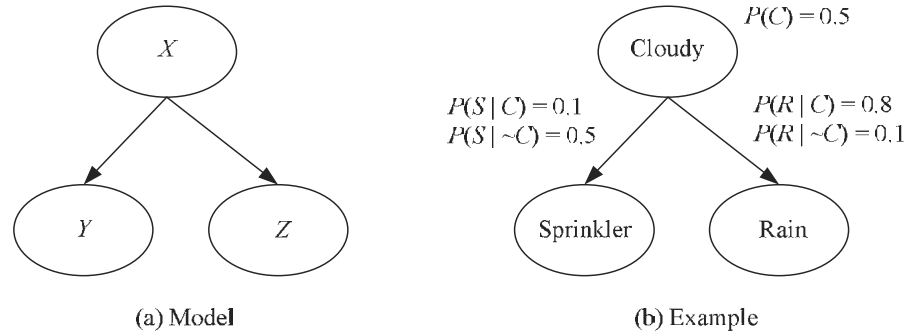 X
Y
Z
(a) Model
P(C) = 0.5
Cloudy
P(S | C) = 0.1
P(S | ~C) = 0.5
P(R | C) = 0.8
P(R | ~C) = 0.1
Sprinkler
Rain
(b) Example